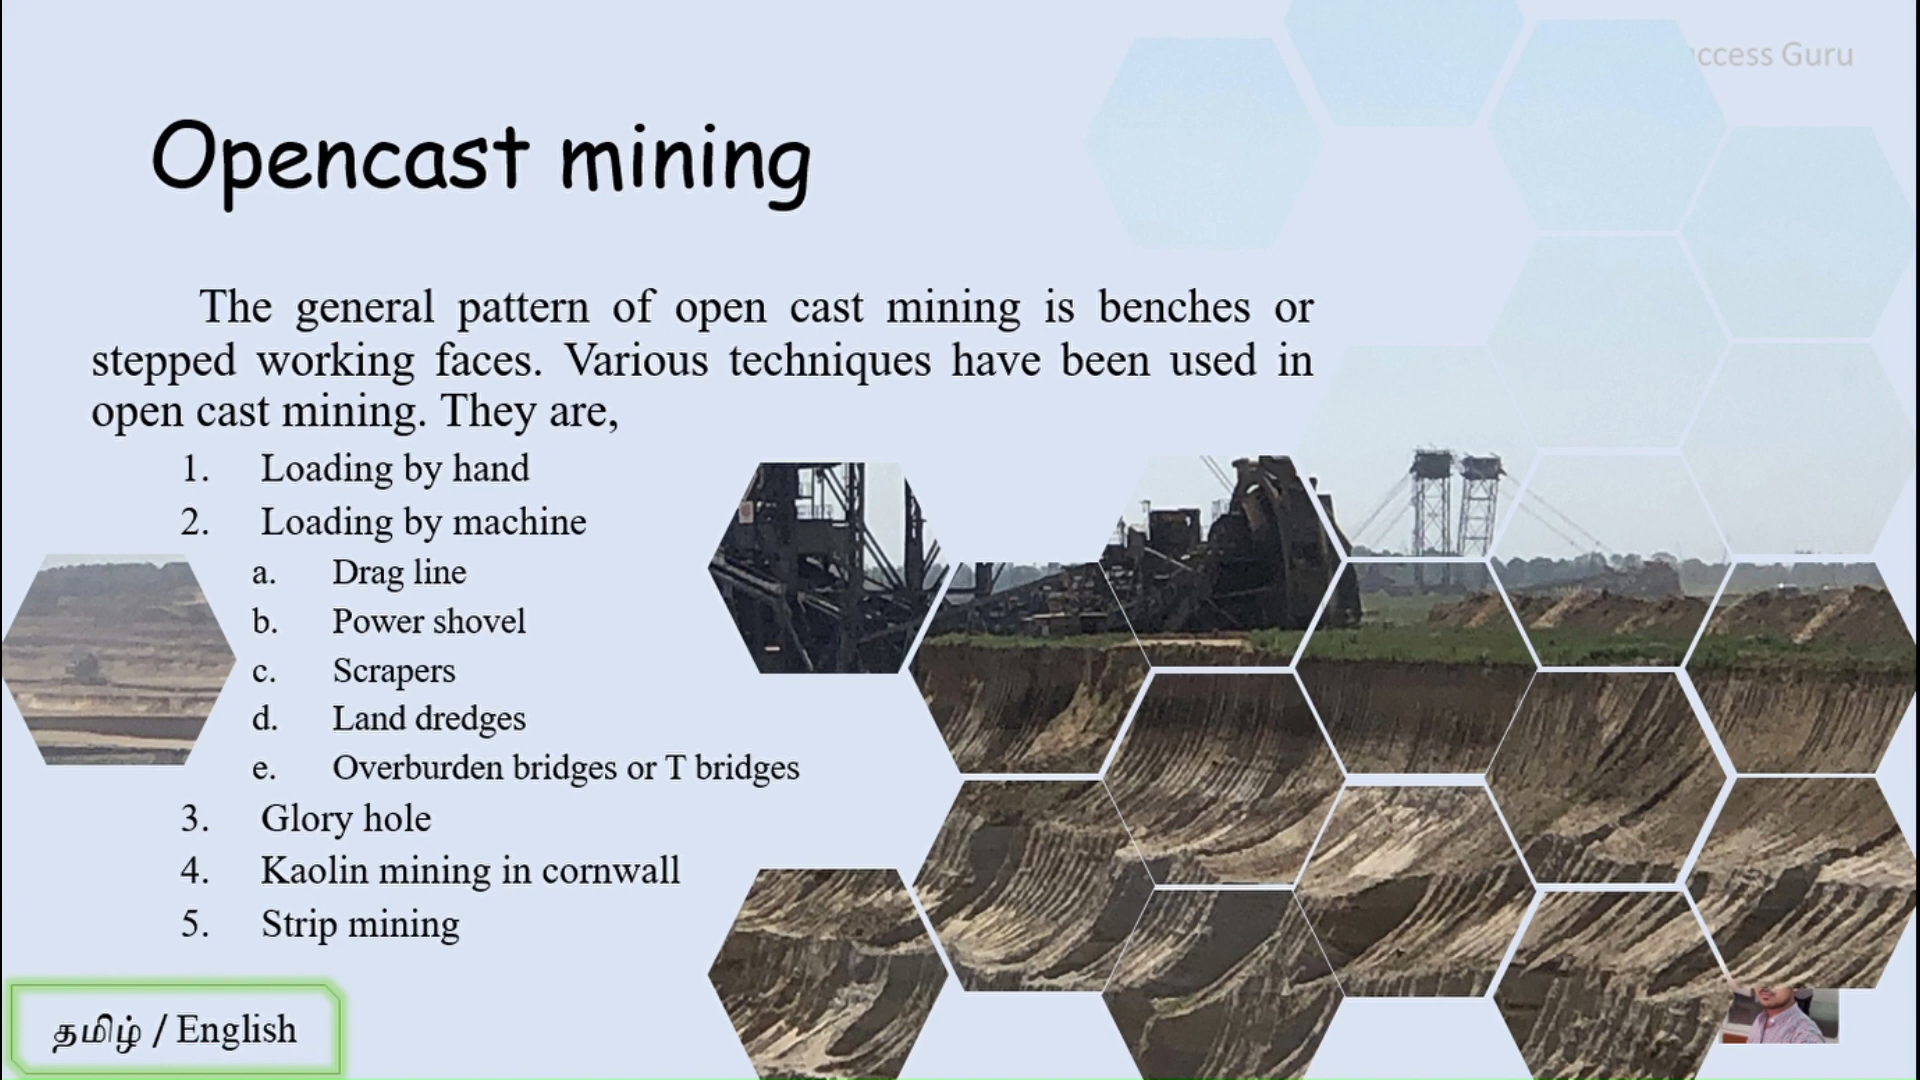 ccess Guru
Opencast mining
The general pattern of open cast mining is benches or
stepped working faces. Various techniques have been used in
open cast mining. They are,
1. Loading by hand
2. Loading by machine
a. Drag line
b. Power shovel
c. Scrapers
d. Land dredges
e. Overburden bridges or T bridges
3. Glory hole
4. Kaolin mining in cornwall
5. Strip mining
தமிழ் / English